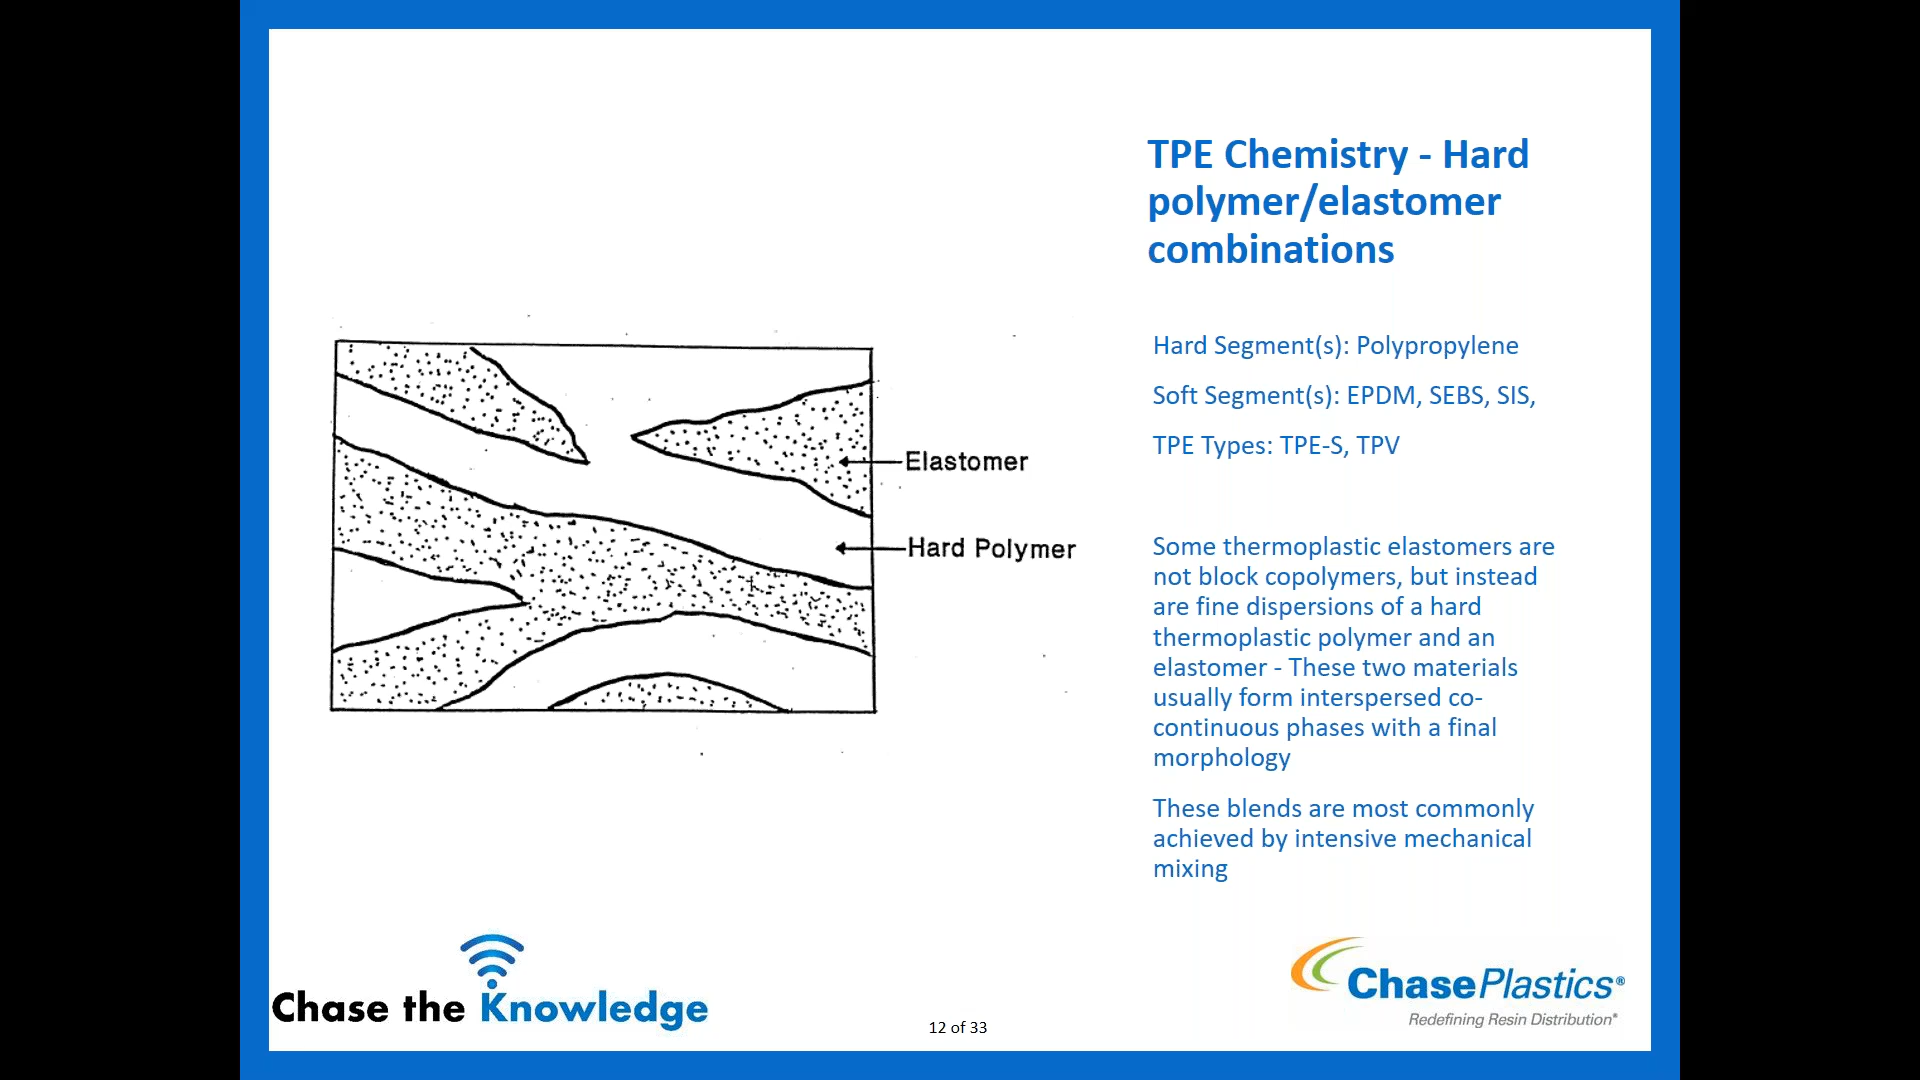 TPE Chemistry - Hard
polymer/elastomer
combinations
Hard Segment(s): Polypropylene
Soft Segment(s): EPDM, SEBS, SIS,
TPE Types: TPE-S, TPV
Elastomer
Hard Polymer
Some thermoplastic elastomers are
not block copolymers, but instead
are fine dispersions of a hard
thermoplastic polymer and an
elastomer - These two materials
usually form interspersed co-
continuous phases with a final
morphology
These blends are most commonly
achieved by intensive mechanical
mixing
Chase the Knowledge
12 of 33
ChasePlastics®
Redefining Resin Distribution®